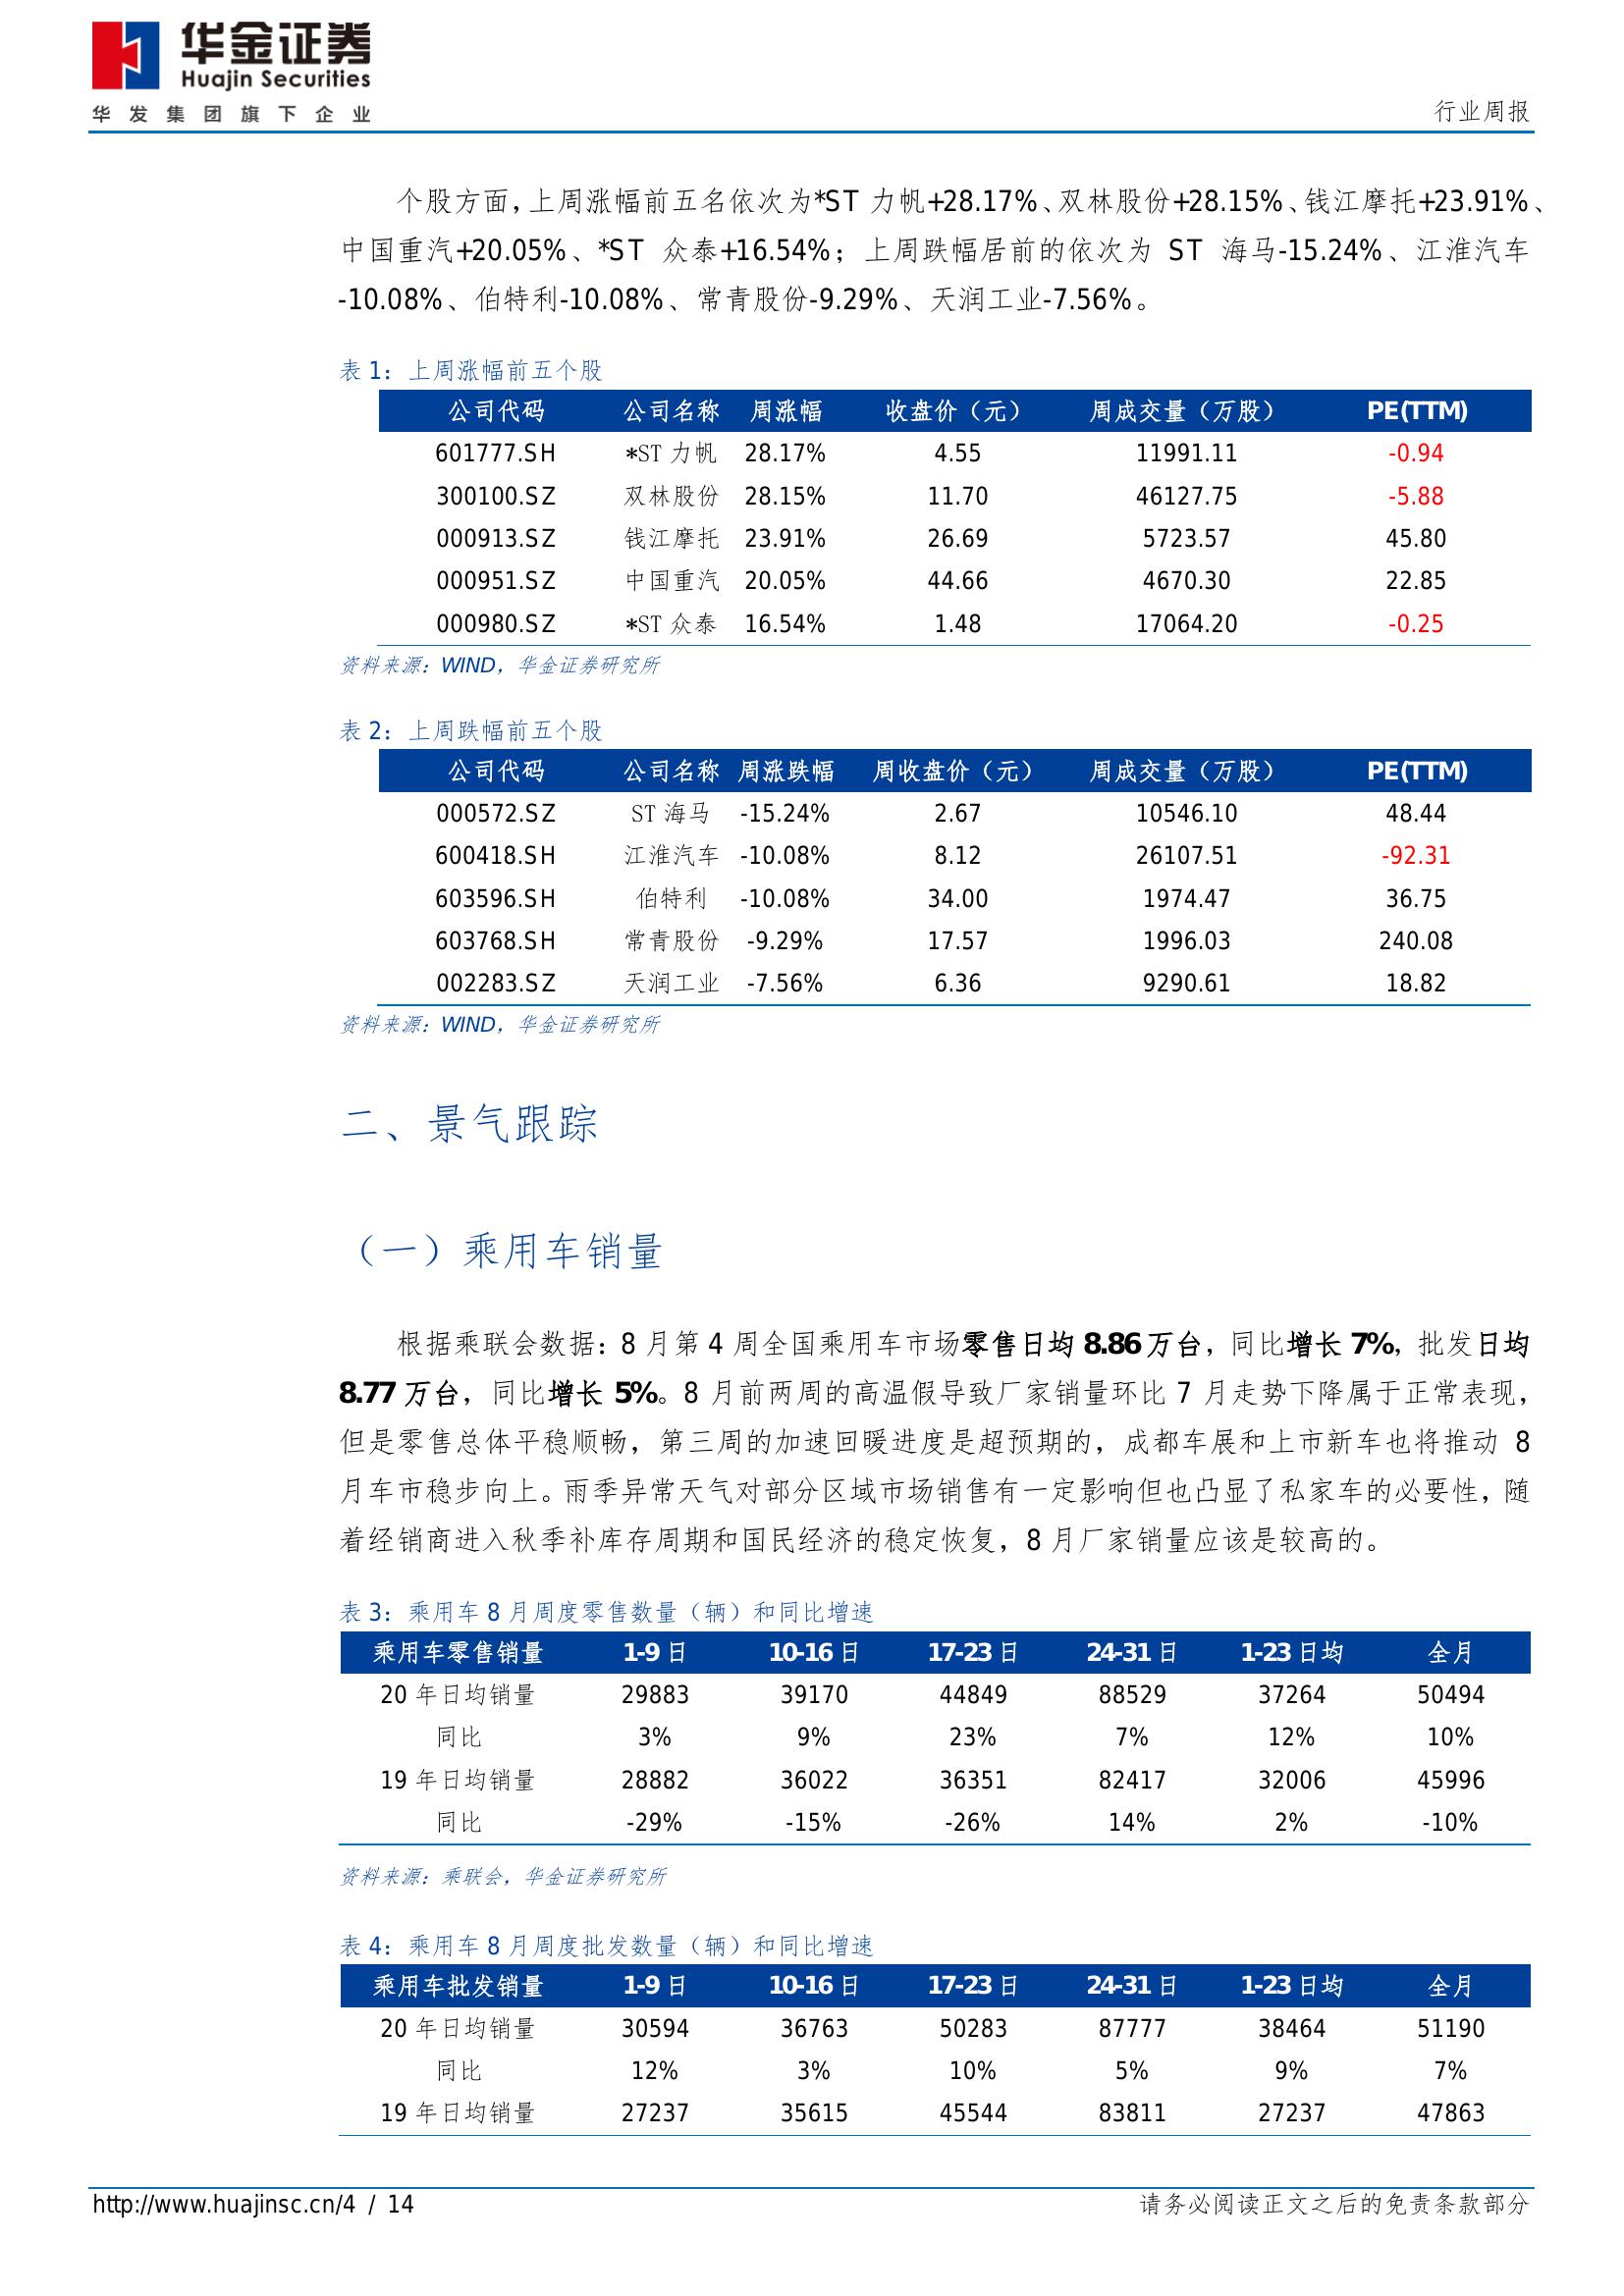 华金证券
Huajin Securities
华发集团旗下企业
行业周报
个股方面，上周涨幅前五名依次为*ST 力帆+28.17%、双林股份+28.15%、钱江摩托+23.91%、
中国重汽+20.05%、*ST 众泰+16.54%；上周跌幅居前的依次为 ST 海马-15.24%、江淮汽车
-10.08%、伯特利-10.08%、常青股份-9.29%、天润工业-7.56%。
表 1：上周涨幅前五个股
公司代码 公司名称 周涨幅 收盘价（元） 周成交量（万股） PE(TTM)
601777.SH *ST 力帆 28.17% 4.55 11991.11 -0.94
300100.SZ 双林股份 28.15% 11.70 46127.75 -5.88
000913.SZ 钱江摩托 23.91% 26.69 5723.57 45.80
000951.SZ 中国重汽 20.05% 44.66 4670.30 22.85
000980.SZ *ST 众泰 16.54% 1.48 17064.20 -0.25
资料来源：WIND，华金证券研究所
表 2：上周跌幅前五个股
公司代码 公司名称 周涨跌幅 周收盘价（元） 周成交量（万股） PE(TTM)
000572.SZ ST 海马 -15.24% 2.67 10546.10 48.44
600418.SH 江淮汽车 -10.08% 8.12 26107.51 -92.31
603596.SH 伯特利 -10.08% 34.00 1974.47 36.75
603768.SH 常青股份 -9.29% 17.57 1996.03 240.08
002283.SZ 天润工业 -7.56% 6.36 9290.61 18.82
资料来源：WIND，华金证券研究所
二、景气跟踪
（一）乘用车销量
根据乘联会数据：8 月第 4 周全国乘用车市场零售日均 8.86 万台，同比增长 7%，批发日均
8.77 万台，同比增长 5%。8 月前两周的高温假导致厂家销量环比 7 月走势下降属于正常表现，
但是零售总体平稳顺畅，第三周的加速回暖进度是超预期的，成都车展和上市新车也将推动 8
月车市稳步向上。雨季异常天气对部分区域市场销售有一定影响但也凸显了私家车的必要性，随
着经销商进入秋季补库存周期和国民经济的稳定恢复，8 月厂家销量应该是较高的。
表 3：乘用车 8 月周度零售数量（辆）和同比增速
乘用车零售销量 1-9 日 10-16 日 17-23 日 24-31 日 1-23 日均 全月
20 年日均销量 29883 39170 44849 88529 37264 50494
同比 3% 9% 23% 7% 12% 10%
19 年日均销量 28882 36022 36351 82417 32006 45996
同比 -29% -15% -26% 14% 2% -10%
资料来源：乘联会，华金证券研究所
表 4：乘用车 8 月周度批发数量（辆）和同比增速
乘用车批发销量 1-9 日 10-16 日 17-23 日 24-31 日 1-23 日均 全月
20 年日均销量 30594 36763 50283 87777 38464 51190
同比 12% 3% 10% 5% 9% 7%
19 年日均销量 27237 35615 45544 83811 27237 47863
http://www.huajinsc.cn/4 / 14
请务必阅读正文之后的免责条款部分